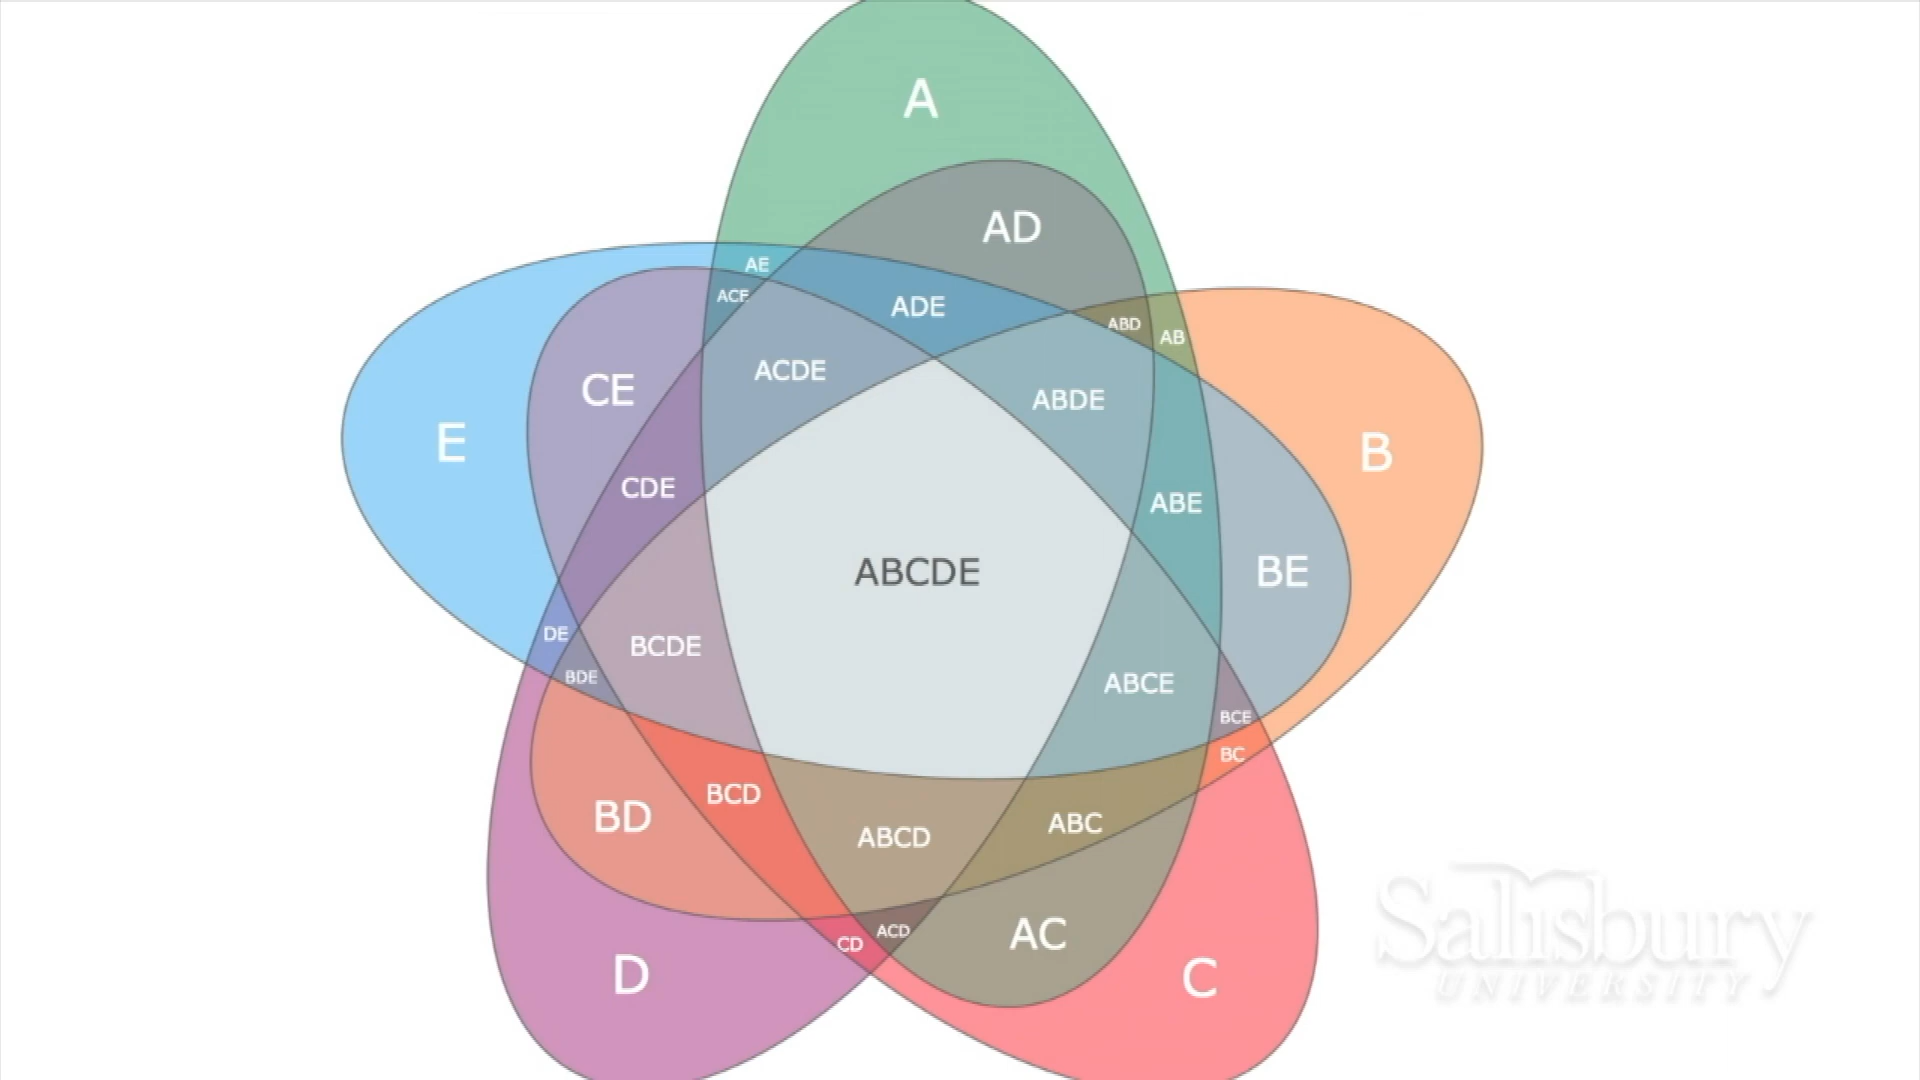 A
AD
AE
ACE
ADE
ABD
AB
ACDE
CE
ABDE
E
B
CDE
ABE
ABCDE
BE
DE
BCDE
BDE
ABCE
BCE
BC
BCD
BD
ABC
ABCD
ACD
AC
CD
D
C
Salisbury
UNIVERSITY